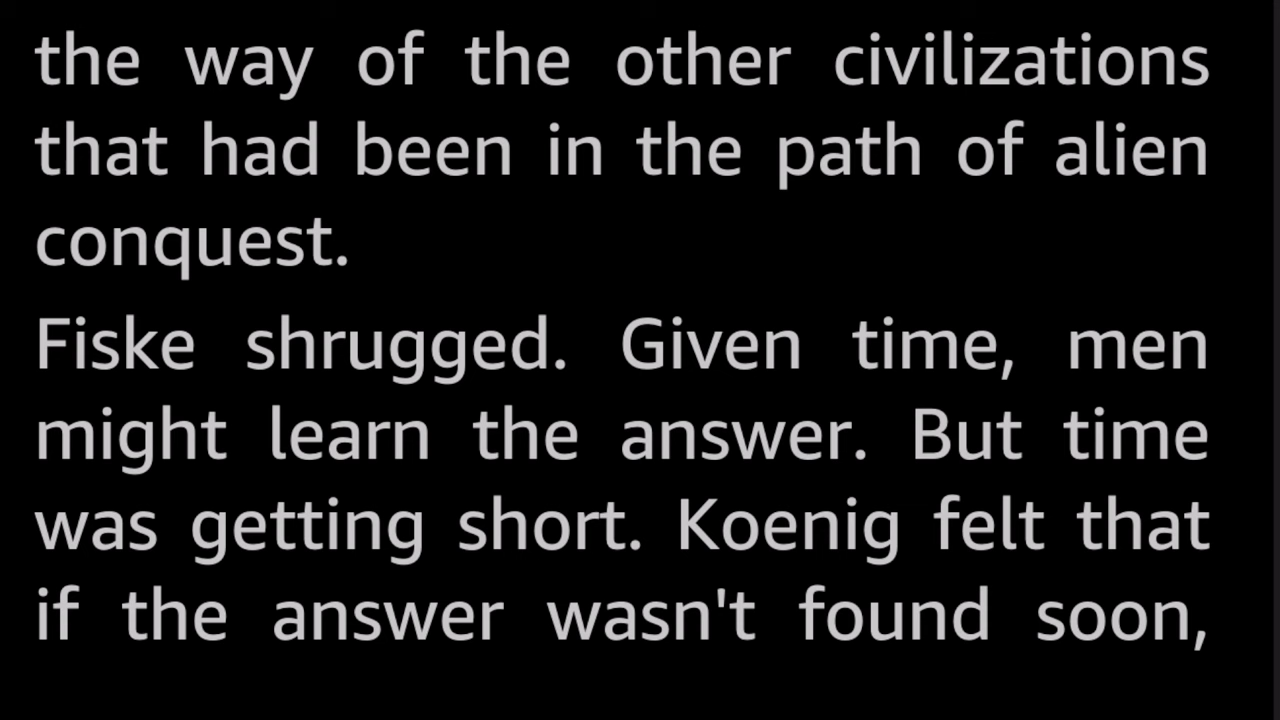 the way of the other civilizations
that had been in the path of alien
conquest.
Fiske shrugged. Given time, men
might learn the answer. But time
was getting short. Koenig felt that
if the answer wasn't found soon,